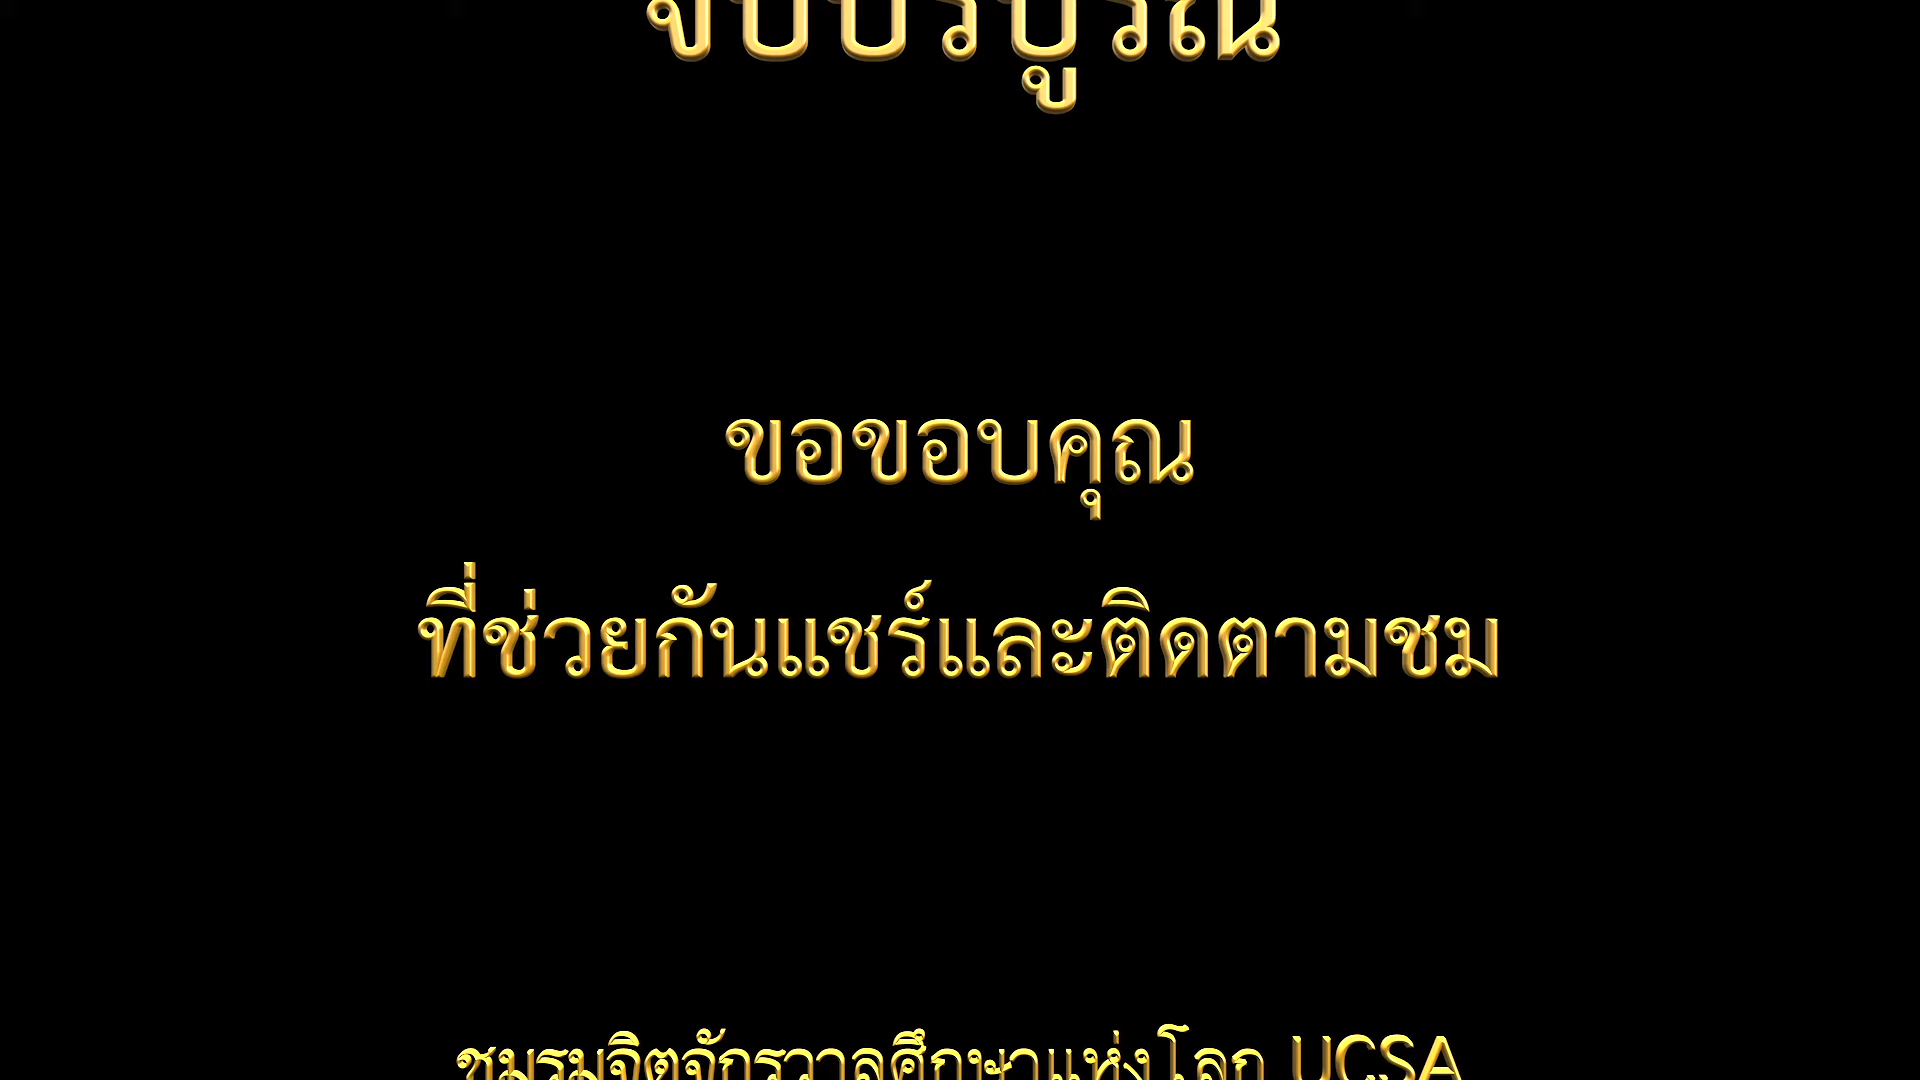 จบบริบูรณ์
ขอขอบคุณ
ที่ช่วยกันแชร์และติดตามชม
ชมรมจิตจักรวาลศึกษาแห่งโลก UCSA